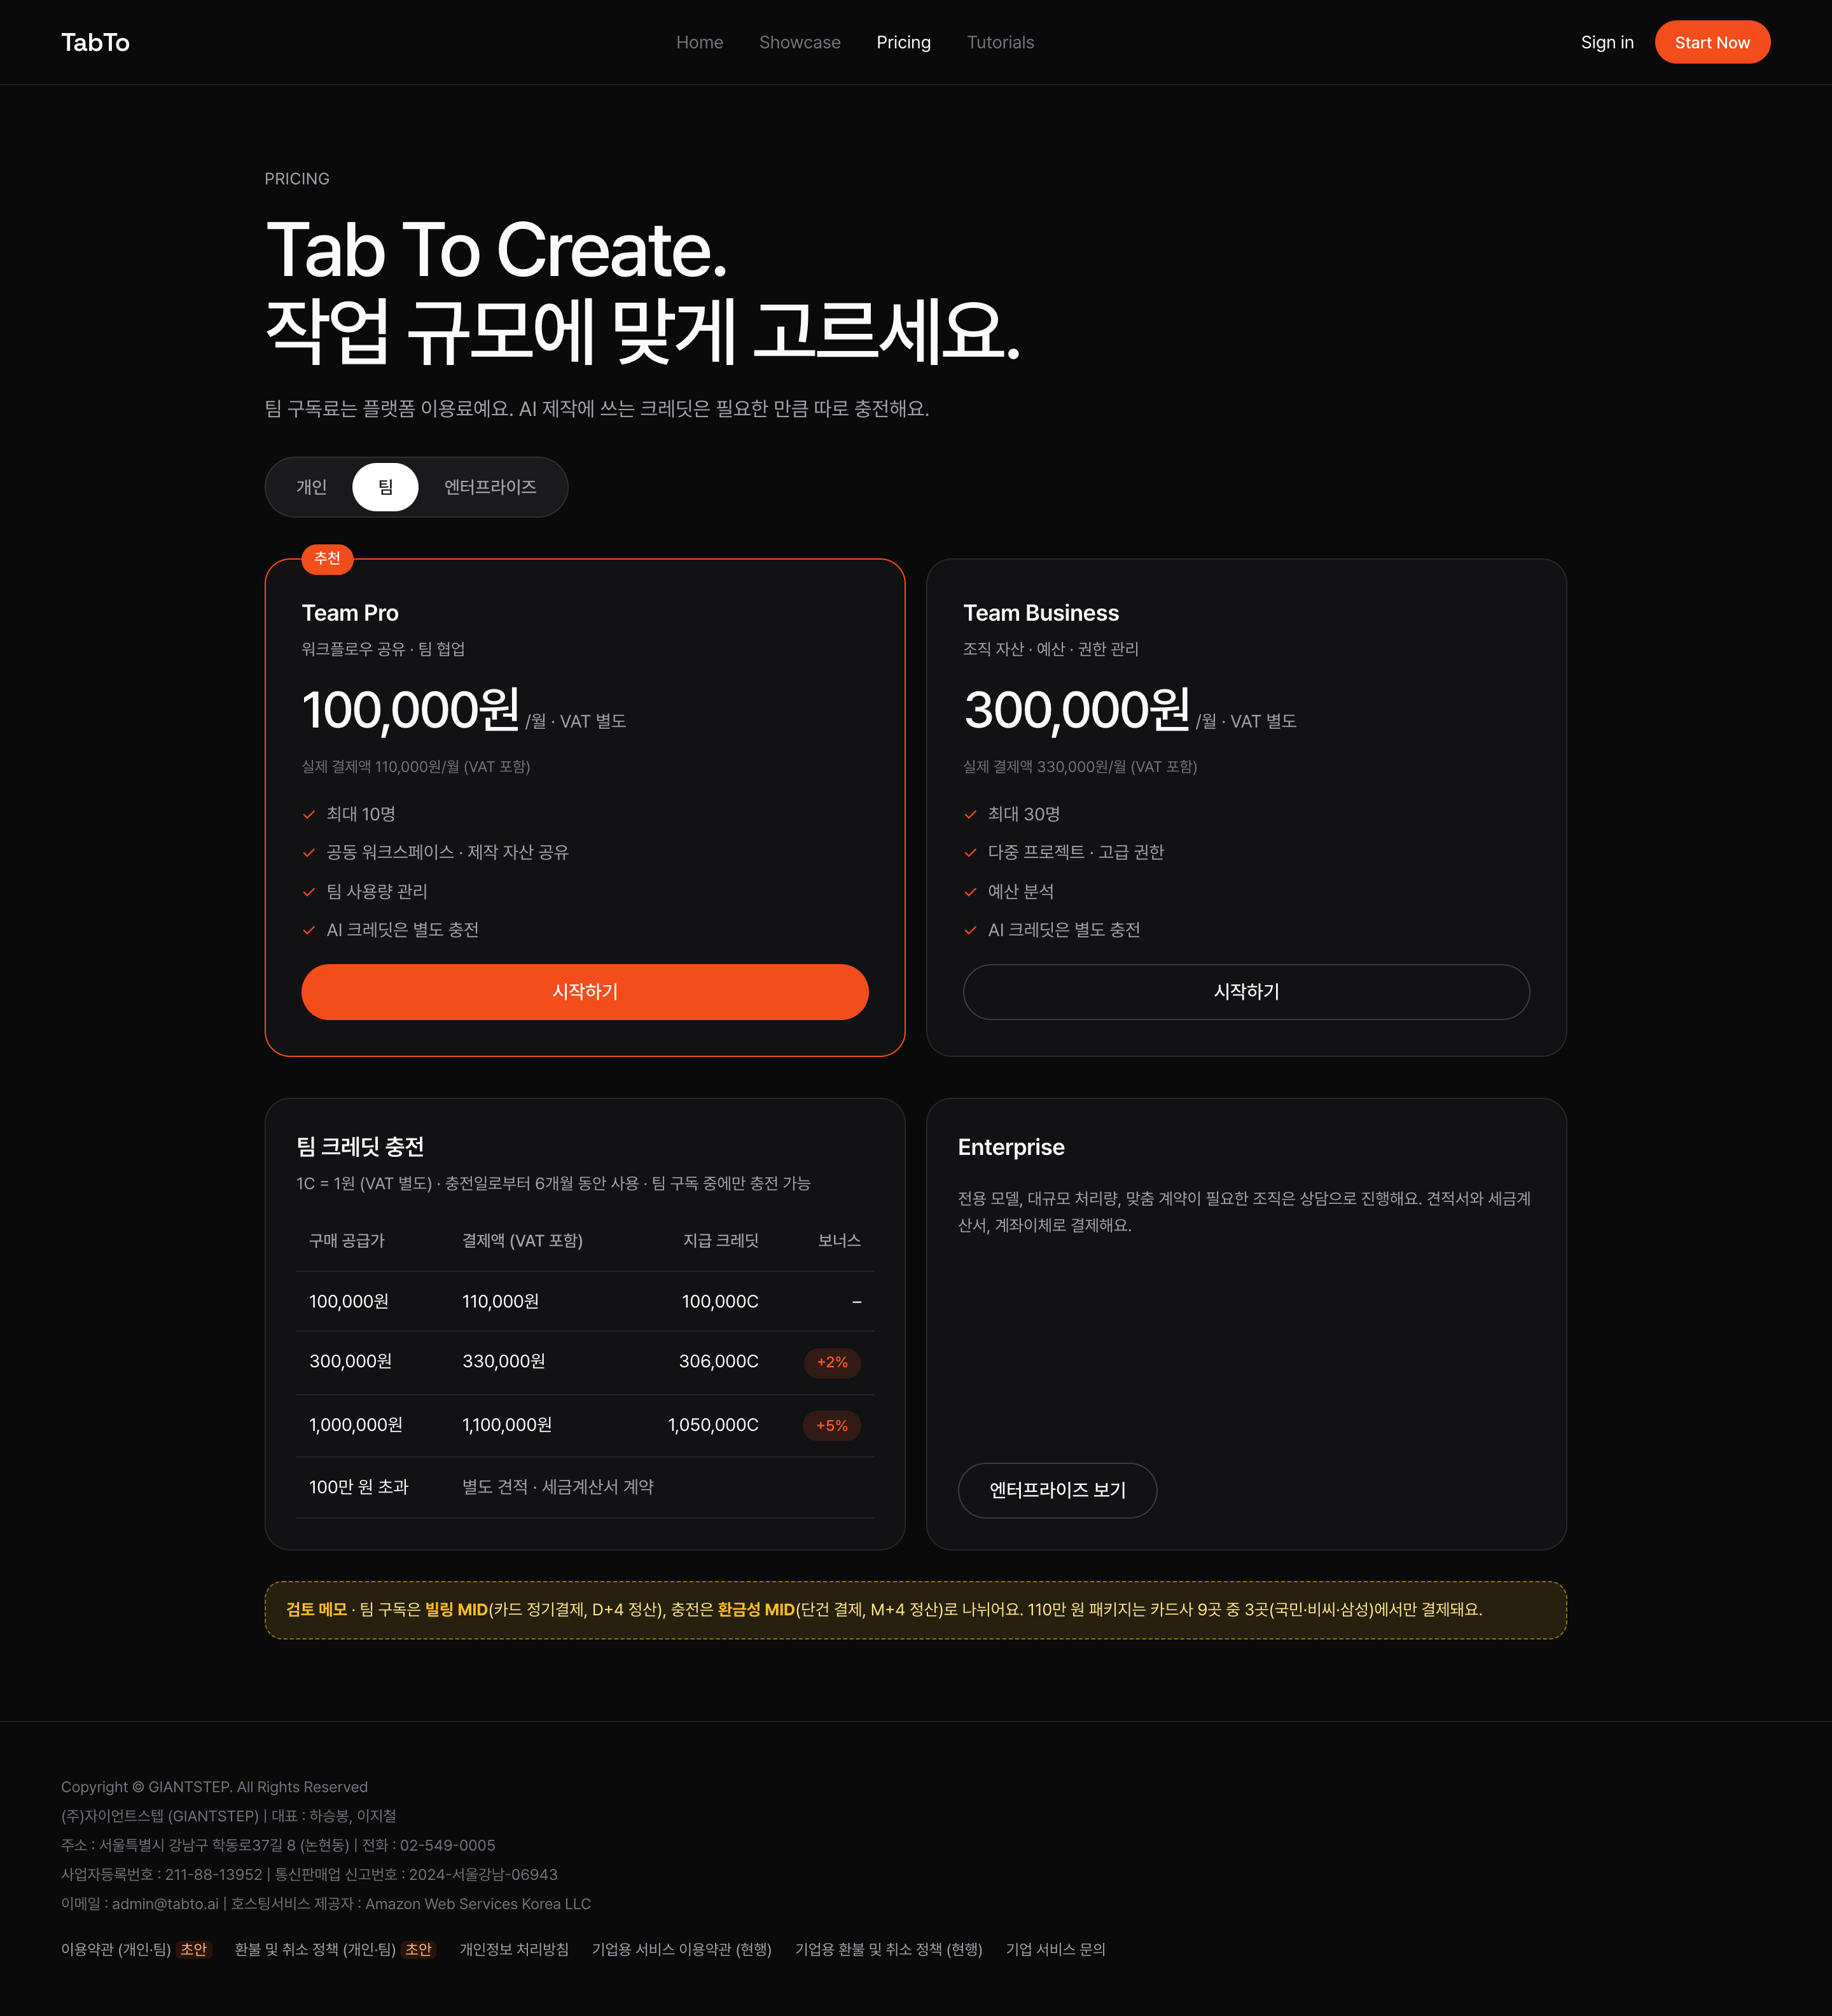 TabTo
Home Showcase Pricing Tutorials
Sign in Start Now
PRICING
Tab To Create.
작업 규모에 맞게 고르세요.
팀 구독료는 플랫폼 이용료예요. AI 제작에 쓰는 크레딧은 필요한 만큼 따로 충전해요.
개인 팀 엔터프라이즈
추천
Team Pro
워크플로우 공유 · 팀 협업
100,000원 /월 · VAT 별도
실제 결제액 110,000원/월 (VAT 포함)
최대 10명
공동 워크스페이스 · 제작 자산 공유
팀 사용량 관리
AI 크레딧은 별도 충전
시작하기
Team Business
조직 자산 · 예산 · 권한 관리
300,000원 /월 · VAT 별도
실제 결제액 330,000원/월 (VAT 포함)
최대 30명
다중 프로젝트 · 고급 권한
예산 분석
AI 크레딧은 별도 충전
시작하기
팀 크레딧 충전
1C = 1원 (VAT 별도) · 충전일로부터 6개월 동안 사용 · 팀 구독 중에만 충전 가능
구매 공급가 결제액 (VAT 포함) 지급 크레딧 보너스
100,000원 110,000원 100,000C –
300,000원 330,000원 306,000C +2%
1,000,000원 1,100,000원 1,050,000C +5%
100만 원 초과 별도 견적 · 세금계산서 계약
Enterprise
전용 모델, 대규모 처리량, 맞춤 계약이 필요한 조직은 상담으로 진행해요. 견적서와 세금계
산서, 계좌이체로 결제해요.
엔터프라이즈 보기
검토 메모 · 팀 구독은 빌링 MID(카드 정기결제, D+4 정산), 충전은 환금성 MID(단건 결제, M+4 정산)로 나뉘어요. 110만 원 패키지는 카드사 9곳 중 3곳(국민·비씨·삼성)에서만 결제돼요.
Copyright © GIANTSTEP. All Rights Reserved
(주)자이언트스텝 (GIANTSTEP) | 대표 : 하승봉, 이지철
주소 : 서울특별시 강남구 학동로37길 8 (논현동) | 전화 : 02-549-0005
사업자등록번호 : 211-88-13952 | 통신판매업 신고번호 : 2024-서울강남-06943
이메일 : admin@tabto.ai | 호스팅서비스 제공자 : Amazon Web Services Korea LLC
이용약관 (개인·팀) 초안 환불 및 취소 정책 (개인·팀) 초안 개인정보 처리방침 기업용 서비스 이용약관 (현행) 기업용 환불 및 취소 정책 (현행) 기업 서비스 문의